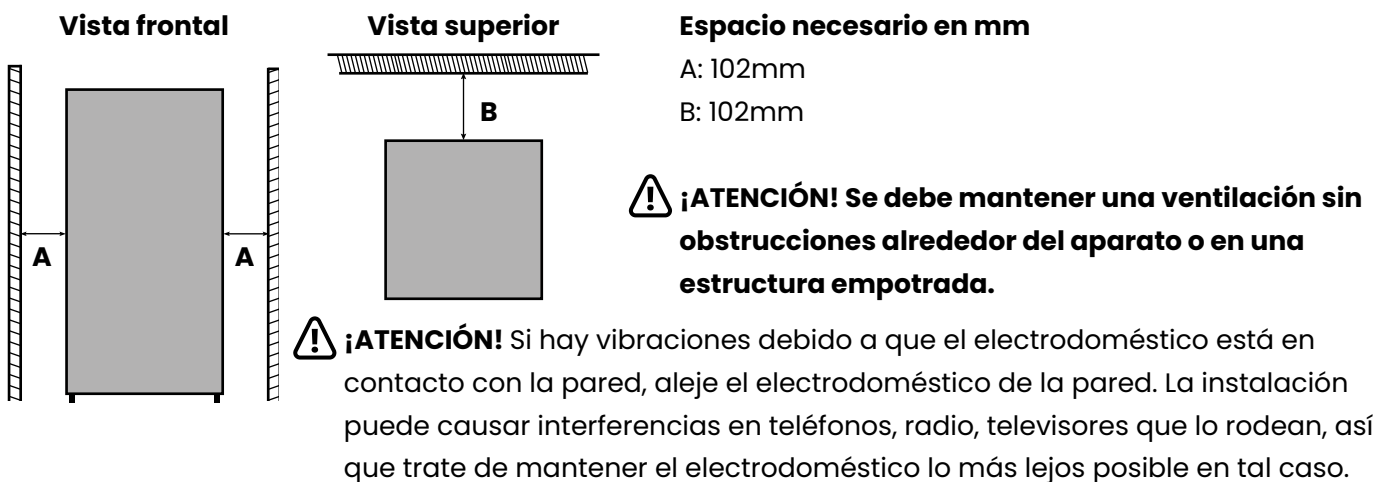 Vista frontal
Vista superior
Espacio necesario en mm
A: 102mm
B: 102mm
B
A
A
¡ATENCIÓN! Se debe mantener una ventilación sin
obstrucciones alrededor del aparato o en una
estructura empotrada.
¡ATENCIÓN! Si hay vibraciones debido a que el electrodoméstico está en
contacto con la pared, aleje el electrodoméstico de la pared. La instalación
puede causar interferencias en teléfonos, radio, televisores que lo rodean, así
que trate de mantener el electrodoméstico lo más lejos posible en tal caso.